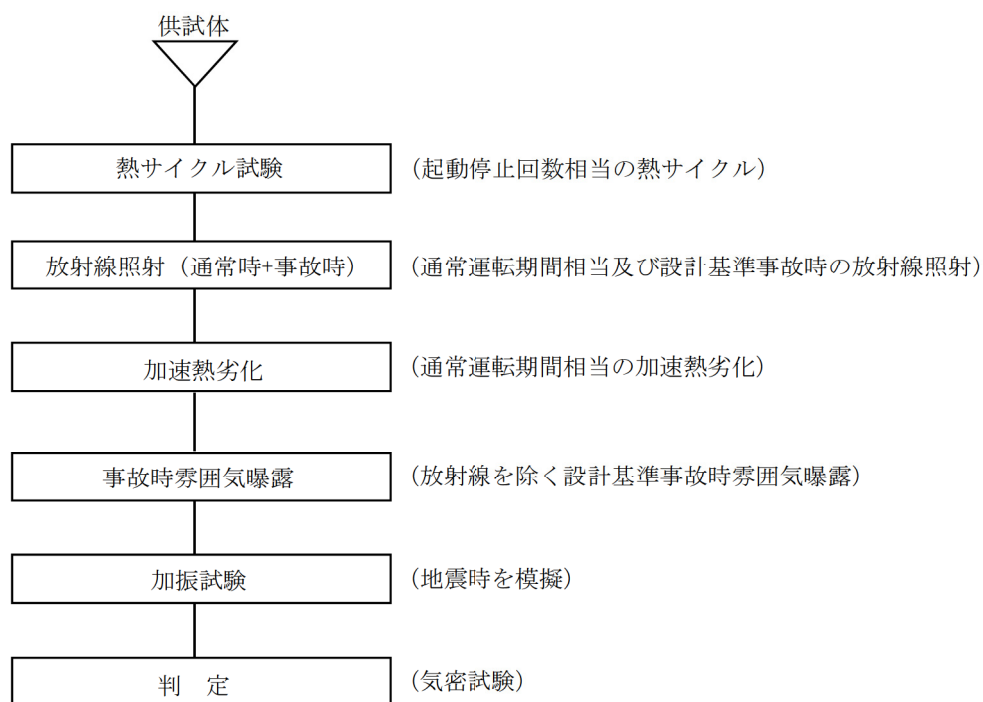 供試体
熱サイクル試験
（起動停止回数相当の熱サイクル）
放射線照射（通常時+事故時）
（通常運転期間相当及び設計基準事故時の放射線照射）
加速熱劣化
（通常運転期間相当の加速熱劣化）
事故時雰囲気曝露
（放射線を除く設計基準事故時雰囲気曝露）
加振試験
（地震時を模擬）
判　定
（気密試験）